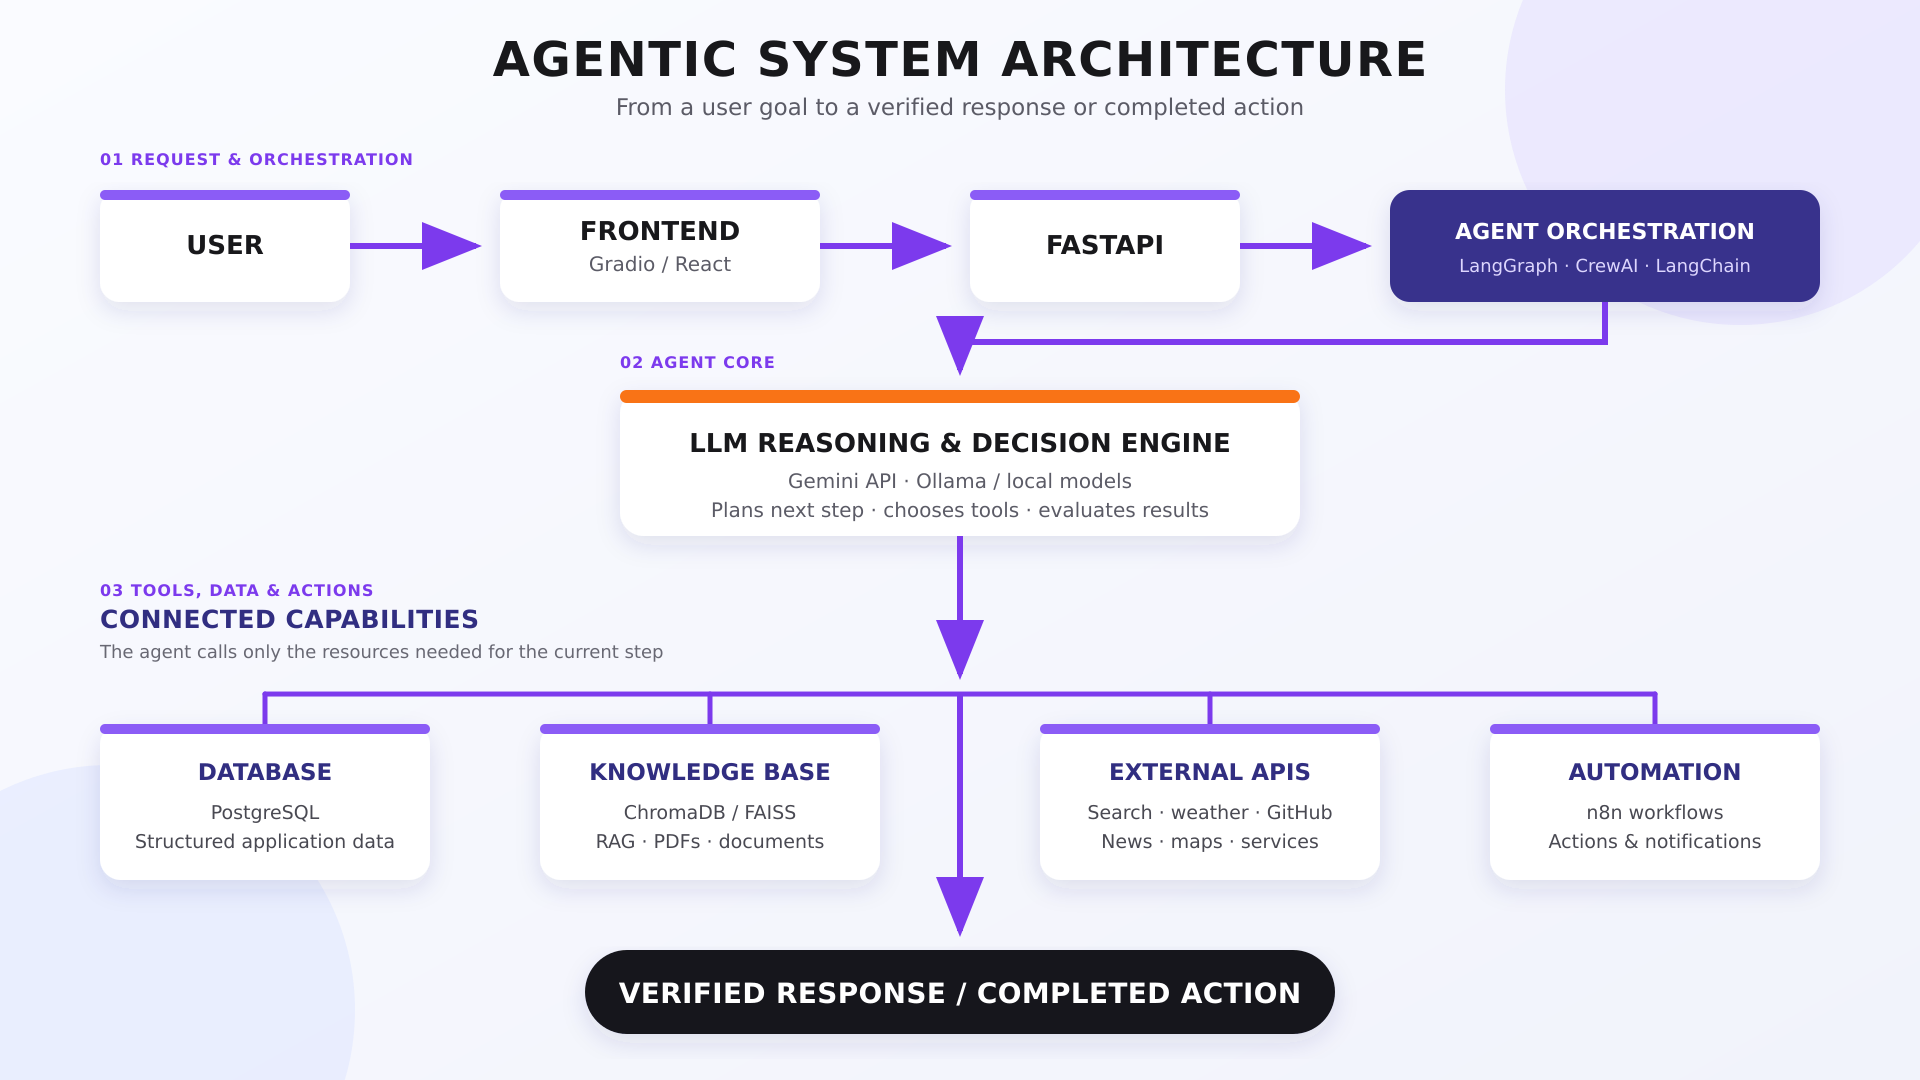 AGENTIC SYSTEM ARCHITECTURE
From a user goal to a verified response or completed action
01 REQUEST & ORCHESTRATION
USER
FRONTEND
Gradio / React
FASTAPI
AGENT ORCHESTRATION
LangGraph · CrewAI · LangChain
02 AGENT CORE
LLM REASONING & DECISION ENGINE
Gemini API · Ollama / local models
Plans next step · chooses tools · evaluates results
03 TOOLS, DATA & ACTIONS
CONNECTED CAPABILITIES
The agent calls only the resources needed for the current step
DATABASE
PostgreSQL
Structured application data
KNOWLEDGE BASE
ChromaDB / FAISS
RAG · PDFs · documents
EXTERNAL APIS
Search · weather · GitHub
News · maps · services
AUTOMATION
n8n workflows
Actions & notifications
VERIFIED RESPONSE / COMPLETED ACTION